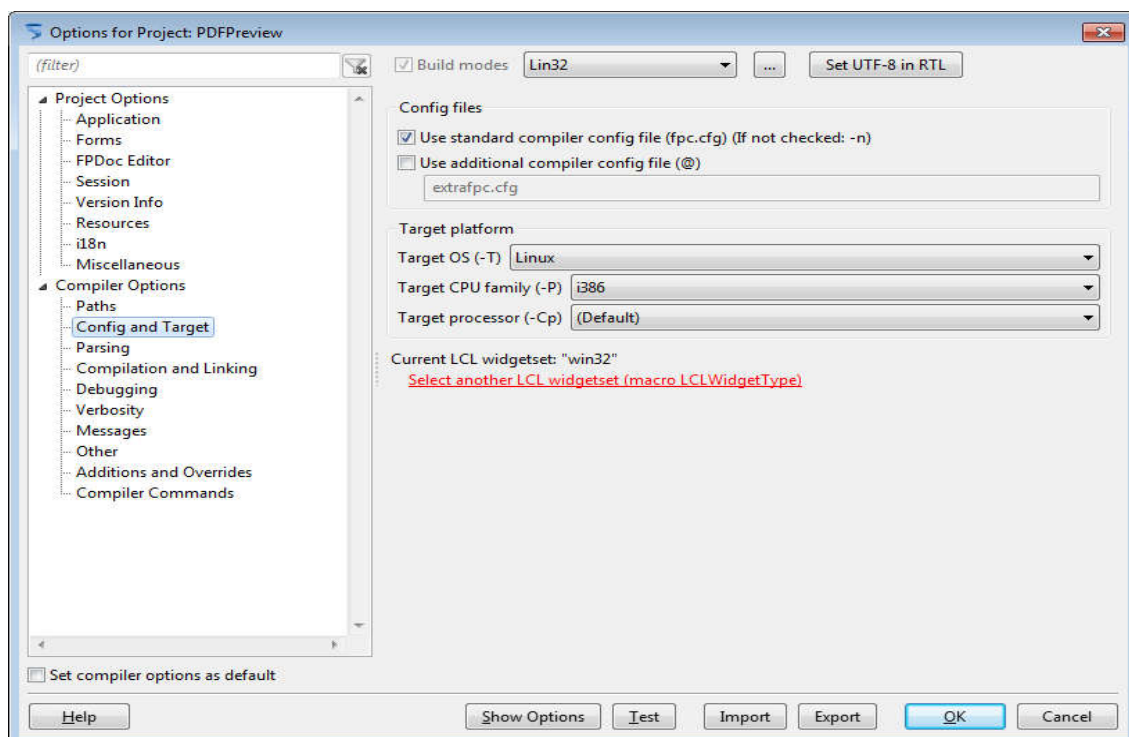 Options for Project: PDFPreview
(filter)
Build modes Lin32 ... Set UTF-8 in RTL
Project Options
Application
Forms
FPDoc Editor
Session
Version Info
Resources
i18n
Miscellaneous
Compiler Options
Paths
Config and Target
Parsing
Compilation and Linking
Debugging
Verbosity
Messages
Other
Additions and Overrides
Compiler Commands
Config files
Use standard compiler config file (fpc.cfg) (If not checked: -n)
Use additional compiler config file (@)
extrafpc.cfg
Target platform
Target OS (-T) Linux
Target CPU family (-P) i386
Target processor (-Cp) (Default)
Current LCL widgetset: "win32"
Select another LCL widgetset (macro LCLWidgetType)
Set compiler options as default
Help Show Options Test Import Export OK Cancel